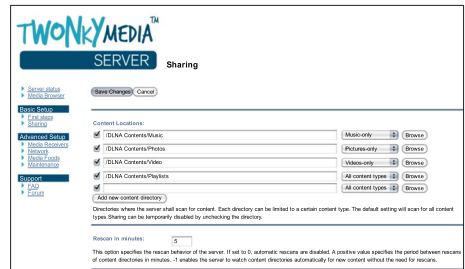 TWONKYMEDIA™
SERVER
Sharing
Server status
Media Browser
Basic Setup
First steps
Sharing
Advanced Setup
Media Receivers
Network
Media Feeds
Maintenance
Support
FAQ
Forum
Save Changes Cancel
Content Locations:
/DLNA Contents/Music Music-only Browse
/DLNA Contents/Photos Pictures-only Browse
/DLNA Contents/Video Videos-only Browse
/DLNA Contents/Playlists All content types Browse
All content types Browse
Add new content directory
Directories where the server shall scan for content. Each directory can be limited to a certain content type. The default setting will scan for all content
types.Sharing can be temporarily disabled by unchecking the directory.
Rescan in minutes: 5
This option specifies the rescan behavior of the server. If set to 0, automatic rescans are disabled. A positive value specifies the period between rescans
of content directories in minutes. -1 enables the server to watch content directories automatically for new content without the need for rescans.